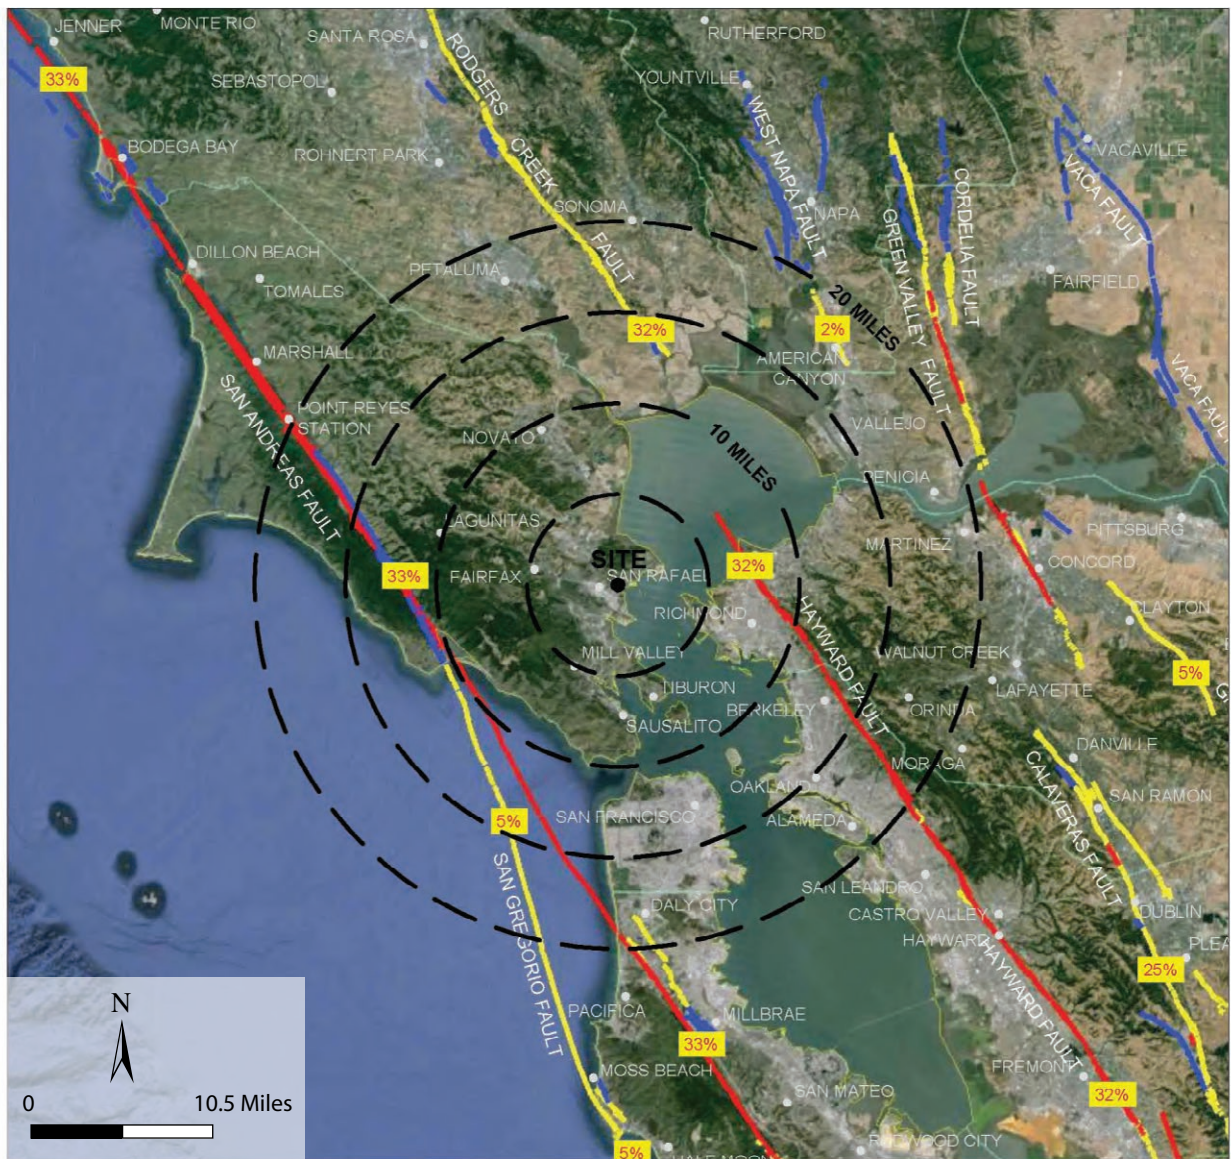 JENNER
MONTE RIO
SANTA ROSA
RODGERS
CREEK
FAULT
RUTHERFORD
YOUNTVILLE
33%
SEBASTOPOL
WEST NAPA FAULT
BODEGA BAY
ROHNERT PARK
VACAVILLE
VACA FAULT
CORDELIA FAULT
GREEN VALLEY
FAULT
SONOMA
NAPA
DILLON BEACH
PETALUMA
TOMALES
FAIRFIELD
20 MILES
32%
2%
AMERICAN
CANYON
MARSHALL
VACA FAUL
SAN ANDREAS FAULT
POINT REYES
STATION
NOVATO
10 MILES
VALLEJO
BENICIA
LAGUNITAS
PITTSBURG
MARTINEZ
CONCORD
SITE
33%
FAIRFAX
SAN RAFAEL
32%
RICHMOND
HAYWARD FAULT
CLAYTON
MILL VALLEY
WALNUT CREEK
5%
LAFAYETTE
NBURON
BERKELEY
ORINDA
SAUSALITO
MORAGA
DANVILLE
CALAVERAS FAULT
OAKLAND
SAN RAMON
5%
SAN FRANCISCO
ALAMEDA
SAN GREGORIO FAULT
SAN LEANDRO
DALY CITY
CASTRO VALLEY
DUBLIN
HAYWARD
HAYWARD FAULT
PLEA
25%
PACIFICA
MILLBRAE
33%
MOSS BEACH
FREMONT
SAN MATEO
32%
REDWOOD CITY
5%
HALF MOON
N
0
10.5 Miles